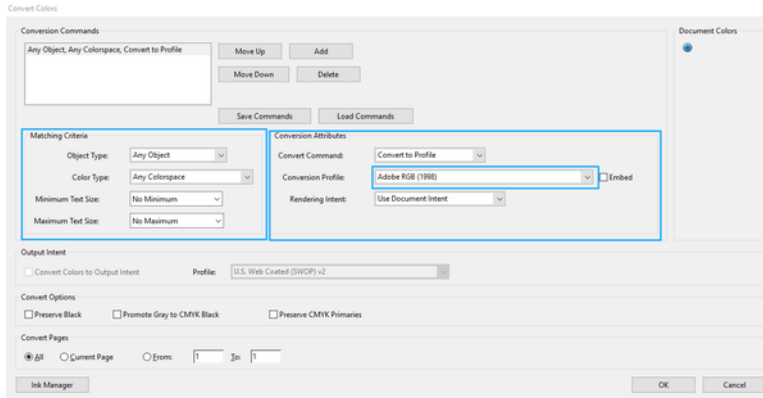 Convert Colors
Conversion Commands
Document Colors
Any Object, Any Colorspace, Convert to Profile
Move Up
Add
Move Down
Delete
Save Commands
Load Commands
Matching Criteria
Object Type: Any Object
Color Type: Any Colorspace
Minimum Text Size: No Minimum
Maximum Text Size: No Maximum
Conversion Attributes
Convert Command: Convert to Profile
Conversion Profile: Adobe RGB (1998) Embed
Rendering Intent: Use Document Intent
Output Intent
Convert Colors to Output Intent Profile: U.S. Web Coated (SWOP) v2
Convert Options
Preserve Black Promote Gray to CMYK Black Preserve CMYK Primaries
Convert Pages
All Current Page From: 1 To: 1
Ink Manager OK Cancel